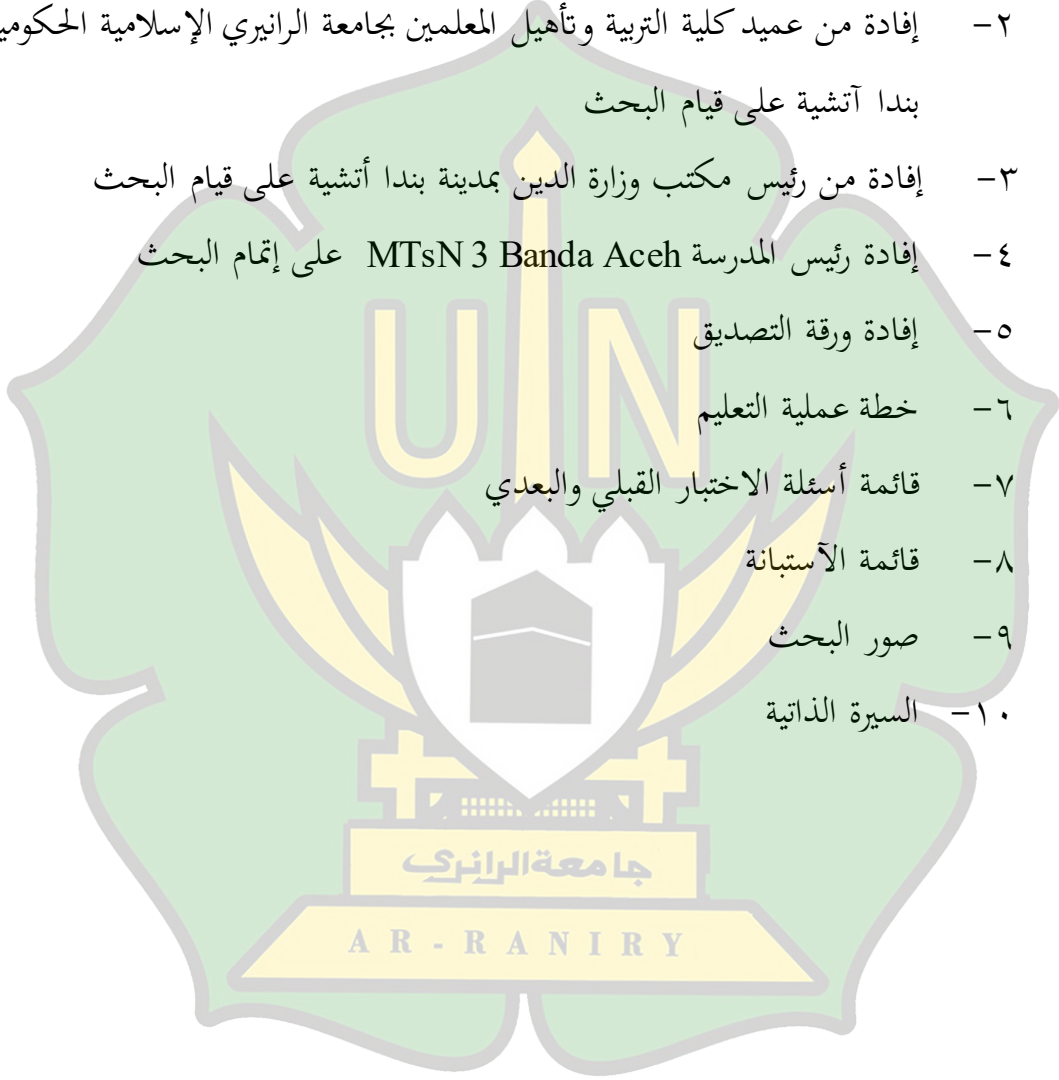 ٢- إفادة من عميد كلية التربية وتأهيل المعلمين بجامعة الرانيري الإسلامية الحكومي
بندا آتشية على قيام البحث
٣- إفادة من رئيس مكتب وزارة الدين بمدينة بندا أتشية على قيام البحث
٤- إفادة رئيس المدرسة MTsN 3 Banda Aceh على إتمام البحث
٥- إفادة ورقة التصديق
٦- خطة عملية التعليم
٧- قائمة أسئلة الاختبار القبلي والبعدي
٨- قائمة الآستبانة
٩- صور البحث
١٠- السيرة الذاتية
UIN
جامعة الرانري
AR-RANIRY